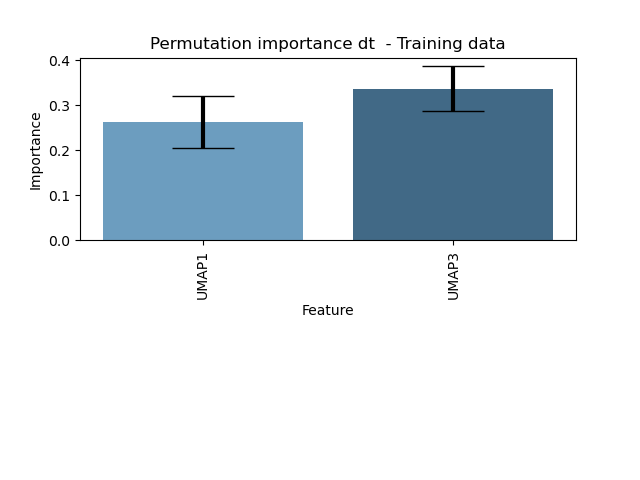 Permutation importance dt  - Training data
0.4
0.3
0.2
0.1
0.0
Importance
UMAP1
UMAP3
Feature